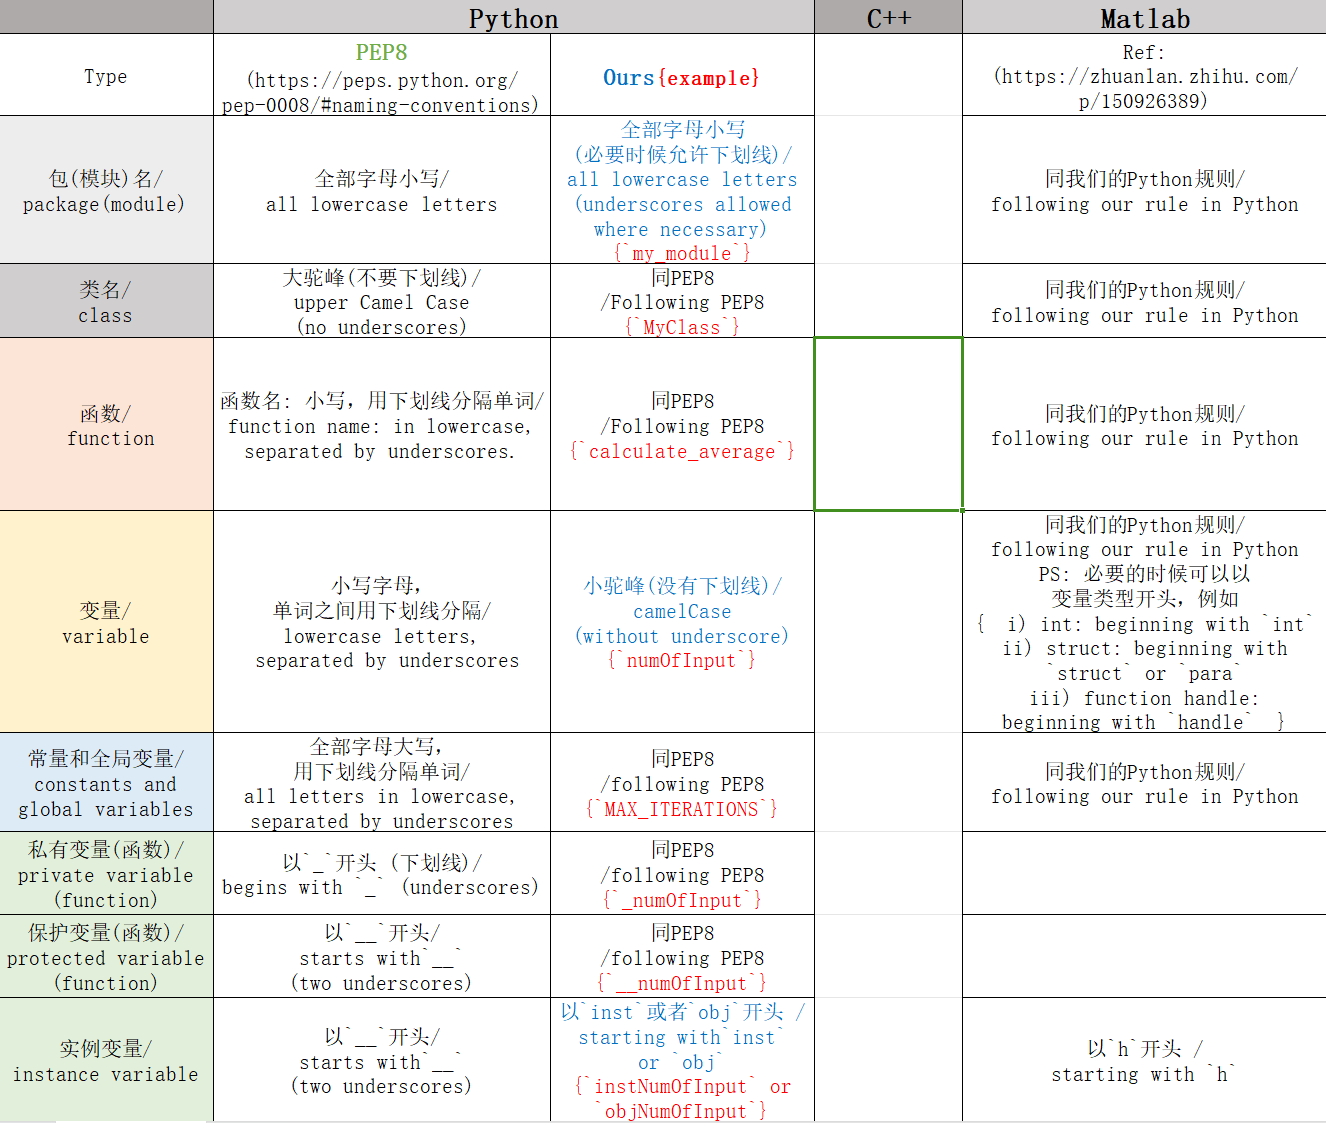 Python
C++
Matlab
Type
PEP8
(https://peps.python.org/
pep-0008/#naming-conventions)
Ours{example}
Ref:
(https://zhuanlan.zhihu.com/
p/150926389)
包(模块)名/
package(module)
全部字母小写/
all lowercase letters
全部字母小写
(必要时候允许下划线)/
all lowercase letters
(underscores allowed
where necessary)
{`my_module`}
同我们的Python规则/
following our rule in Python
类名/
class
大驼峰(不要下划线)/
upper Camel Case
(no underscores)
同PEP8
/Following PEP8
{`MyClass`}
同我们的Python规则/
following our rule in Python
函数/
function
函数名: 小写，用下划线分隔单词/
function name: in lowercase,
separated by underscores.
同PEP8
/Following PEP8
{`calculate_average`}
同我们的Python规则/
following our rule in Python
变量/
variable
小写字母，
单词之间用下划线分隔/
lowercase letters,
separated by underscores
小驼峰(没有下划线)/
camelCase
(without underscore)
{`numOfInput`}
同我们的Python规则/
following our rule in Python
PS: 必要的时候可以以
变量类型开头，例如
{ i) int: beginning with `int`
ii) struct: beginning with
`struct` or `para`
iii) function handle:
beginning with `handle` }
常量和全局变量/
constants and
global variables
全部字母大写，
用下划线分隔单词/
all letters in lowercase,
separated by underscores
同PEP8
/following PEP8
{`MAX_ITERATIONS`}
同我们的Python规则/
following our rule in Python
私有变量(函数)/
private variable
(function)
以`_`开头 (下划线)/
begins with `_` (underscores)
同PEP8
/following PEP8
{`_numOfInput`}
保护变量(函数)/
protected variable
(function)
以`__`开头/
starts with`__`
(two underscores)
同PEP8
/following PEP8
{`__numOfInput`}
实例变量/
instance variable
以`__`开头/
starts with`__`
(two underscores)
以`inst`或者`obj`开头 /
starting with`inst`
or `obj`
{`instNumOfInput` or
`objNumOfInput`}
以`h`开头 /
starting with `h`